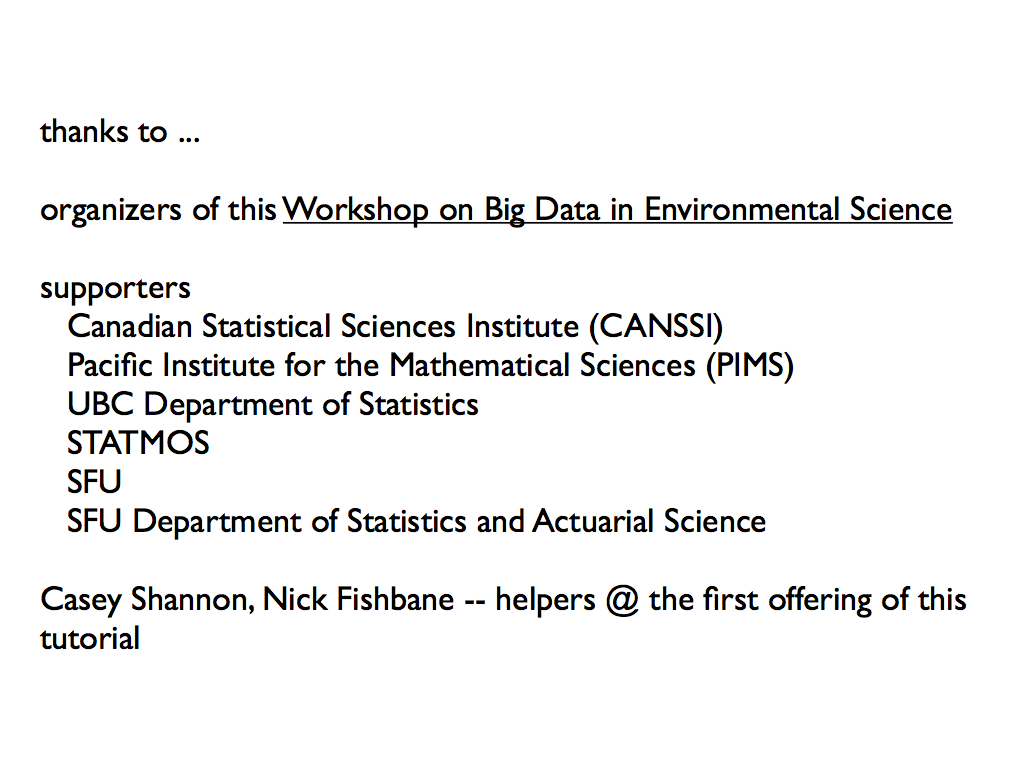 thanks to ...
organizers of this Workshop on Big Data in Environmental Science
supporters
Canadian Statistical Sciences Institute (CANSSI)
Pacific Institute for the Mathematical Sciences (PIMS)
UBC Department of Statistics
STATMOS
SFU
SFU Department of Statistics and Actuarial Science
Casey Shannon, Nick Fishbane -- helpers @ the first offering of this
tutorial